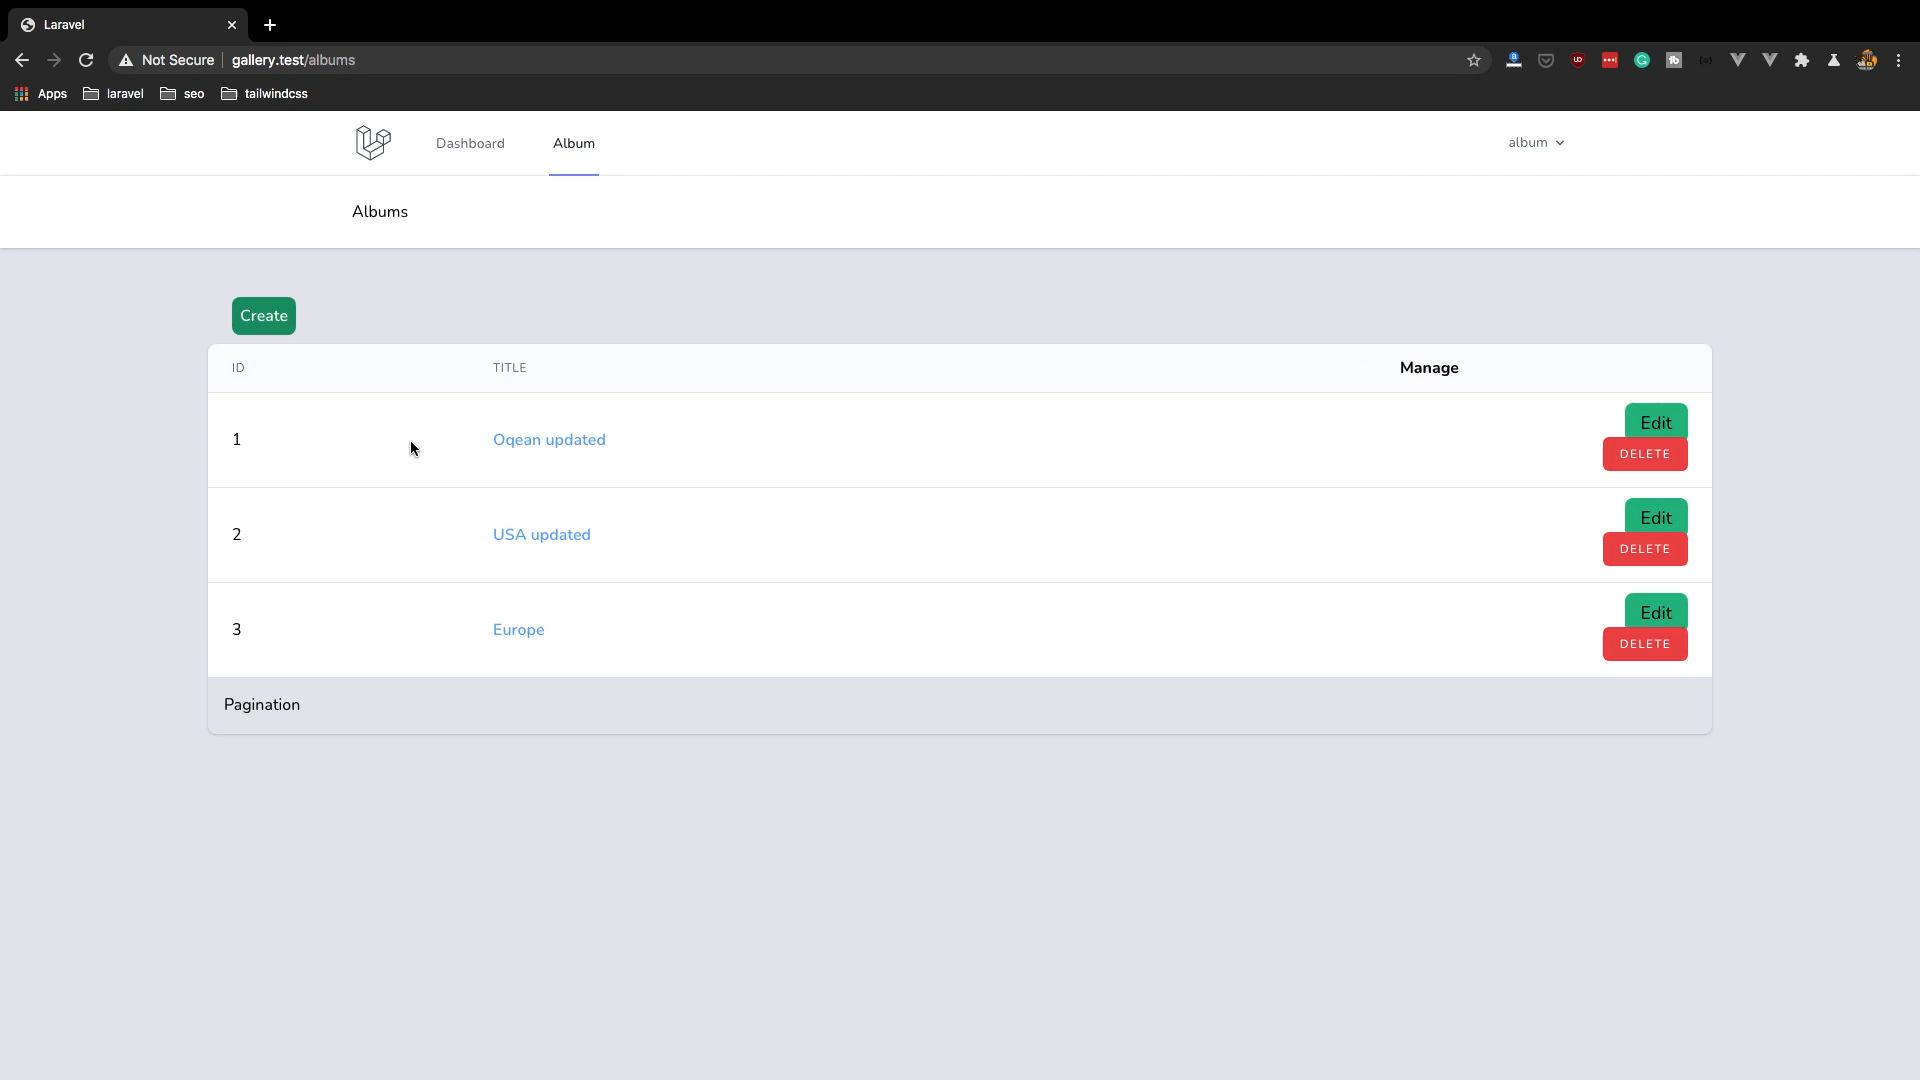 Laravel
Not Secure gallery.test/albums
Apps laravel seo tailwindcss
Dashboard Album album
Albums
Create
ID TITLE Manage
1 Oqean updated Edit
DELETE
2 USA updated Edit
DELETE
3 Europe Edit
DELETE
Pagination